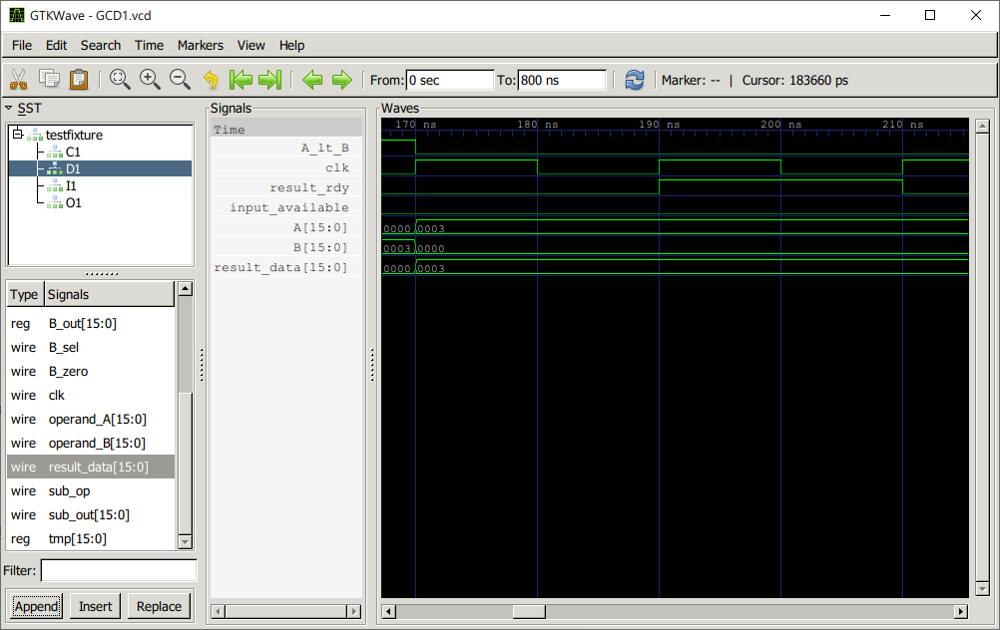 GTKWave - GCD1.vcd
File Edit Search Time Markers View Help
From: 0 sec To: 800 ns Marker: -- | Cursor: 183660 ps
SST
testfixture
C1
D1
I1
O1
Type Signals
reg B_out[15:0]
wire B_sel
wire B_zero
wire clk
wire operand_A[15:0]
wire operand_B[15:0]
wire result_data[15:0]
wire sub_op
wire sub_out[15:0]
reg tmp[15:0]
Filter:
Append Insert Replace
Signals
Time
A_lt_B
clk
result_rdy
input_available
A[15:0]
B[15:0]
result_data[15:0]
Waves
170 ns 180 ns 190 ns 200 ns 210 ns
0000 0003
0003 0000
0000 0003